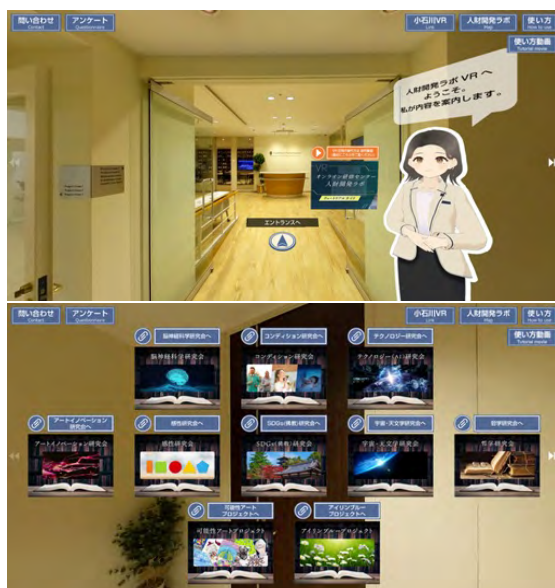 問い合わせ
Contact
アンケート
Questionnaire
小石川VR
Link
人財開発ラボ
Map
使い方
How to use
使い方動画
Tutorial movie
人財開発ラボ VR へ
ようこそ。
私が内容を案内します。
VR
オンライン研修センター
人財開発ラボ
エントランスへ
問い合わせ
Contact
アンケート
Questionnaire
小石川VR
Link
人財開発ラボ
Map
使い方
How to use
使い方動画
Tutorial movie
脳神経科学研究会へ
コンディション研究会へ
テクノロジー研究会へ
脳神経科学研究会
コンディション研究会
テクノロジー(AI)研究会
アートイノベーション
研究会へ
感性研究会へ
SDGs(佛教)研究会へ
宇宙・天文学研究会へ
哲学研究会へ
アートイノベーション研究会
感性研究会
SDGs(佛教)研究会
宇宙・天文学研究会
哲学研究会
可能性アート
プロジェクトへ
アイリンブルー
プロジェクトへ
可能性アートプロジェクト
アイリンブループロジェクト